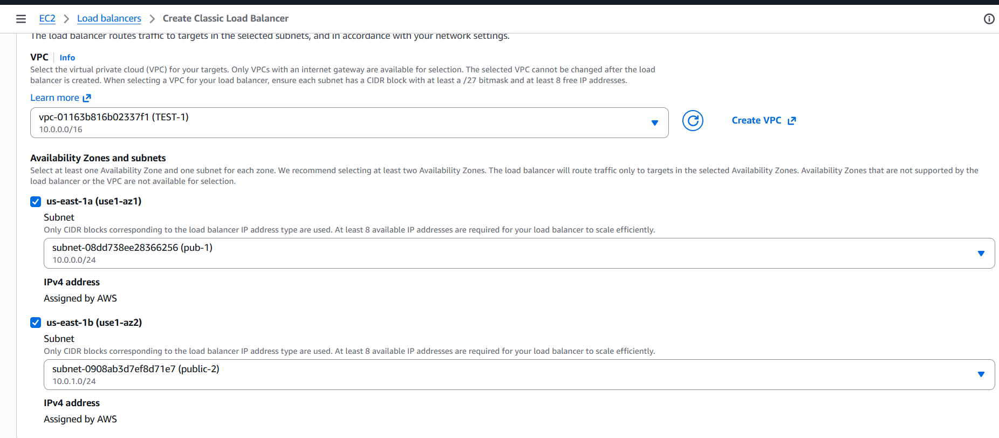 EC2 > Load balancers > Create Classic Load Balancer
The load balancer routes traffic to targets in the selected subnets, and in accordance with your network settings.
VPC | Info
Select the virtual private cloud (VPC) for your targets. Only VPCs with an internet gateway are available for selection. The selected VPC cannot be changed after the load
balancer is created. When selecting a VPC for your load balancer, ensure each subnet has a CIDR block with at least a /27 bitmask and at least 8 free IP addresses.
Learn more
vpc-01163b816b02337f1 (TEST-1)
10.0.0.0/16
Create VPC
Availability Zones and subnets
Select at least one Availability Zone and one subnet for each zone. We recommend selecting at least two Availability Zones. The load balancer will route traffic only to targets in the selected Availability Zones. Availability Zones that are not supported by the
load balancer or the VPC are not available for selection.
us-east-1a (use1-az1)
Subnet
Only CIDR blocks corresponding to the load balancer IP address type are used. At least 8 available IP addresses are required for your load balancer to scale efficiently.
subnet-08dd738ee28366256 (pub-1)
10.0.0.0/24
IPv4 address
Assigned by AWS
us-east-1b (use1-az2)
Subnet
Only CIDR blocks corresponding to the load balancer IP address type are used. At least 8 available IP addresses are required for your load balancer to scale efficiently.
subnet-0908ab3d7ef8d71e7 (public-2)
10.0.1.0/24
IPv4 address
Assigned by AWS